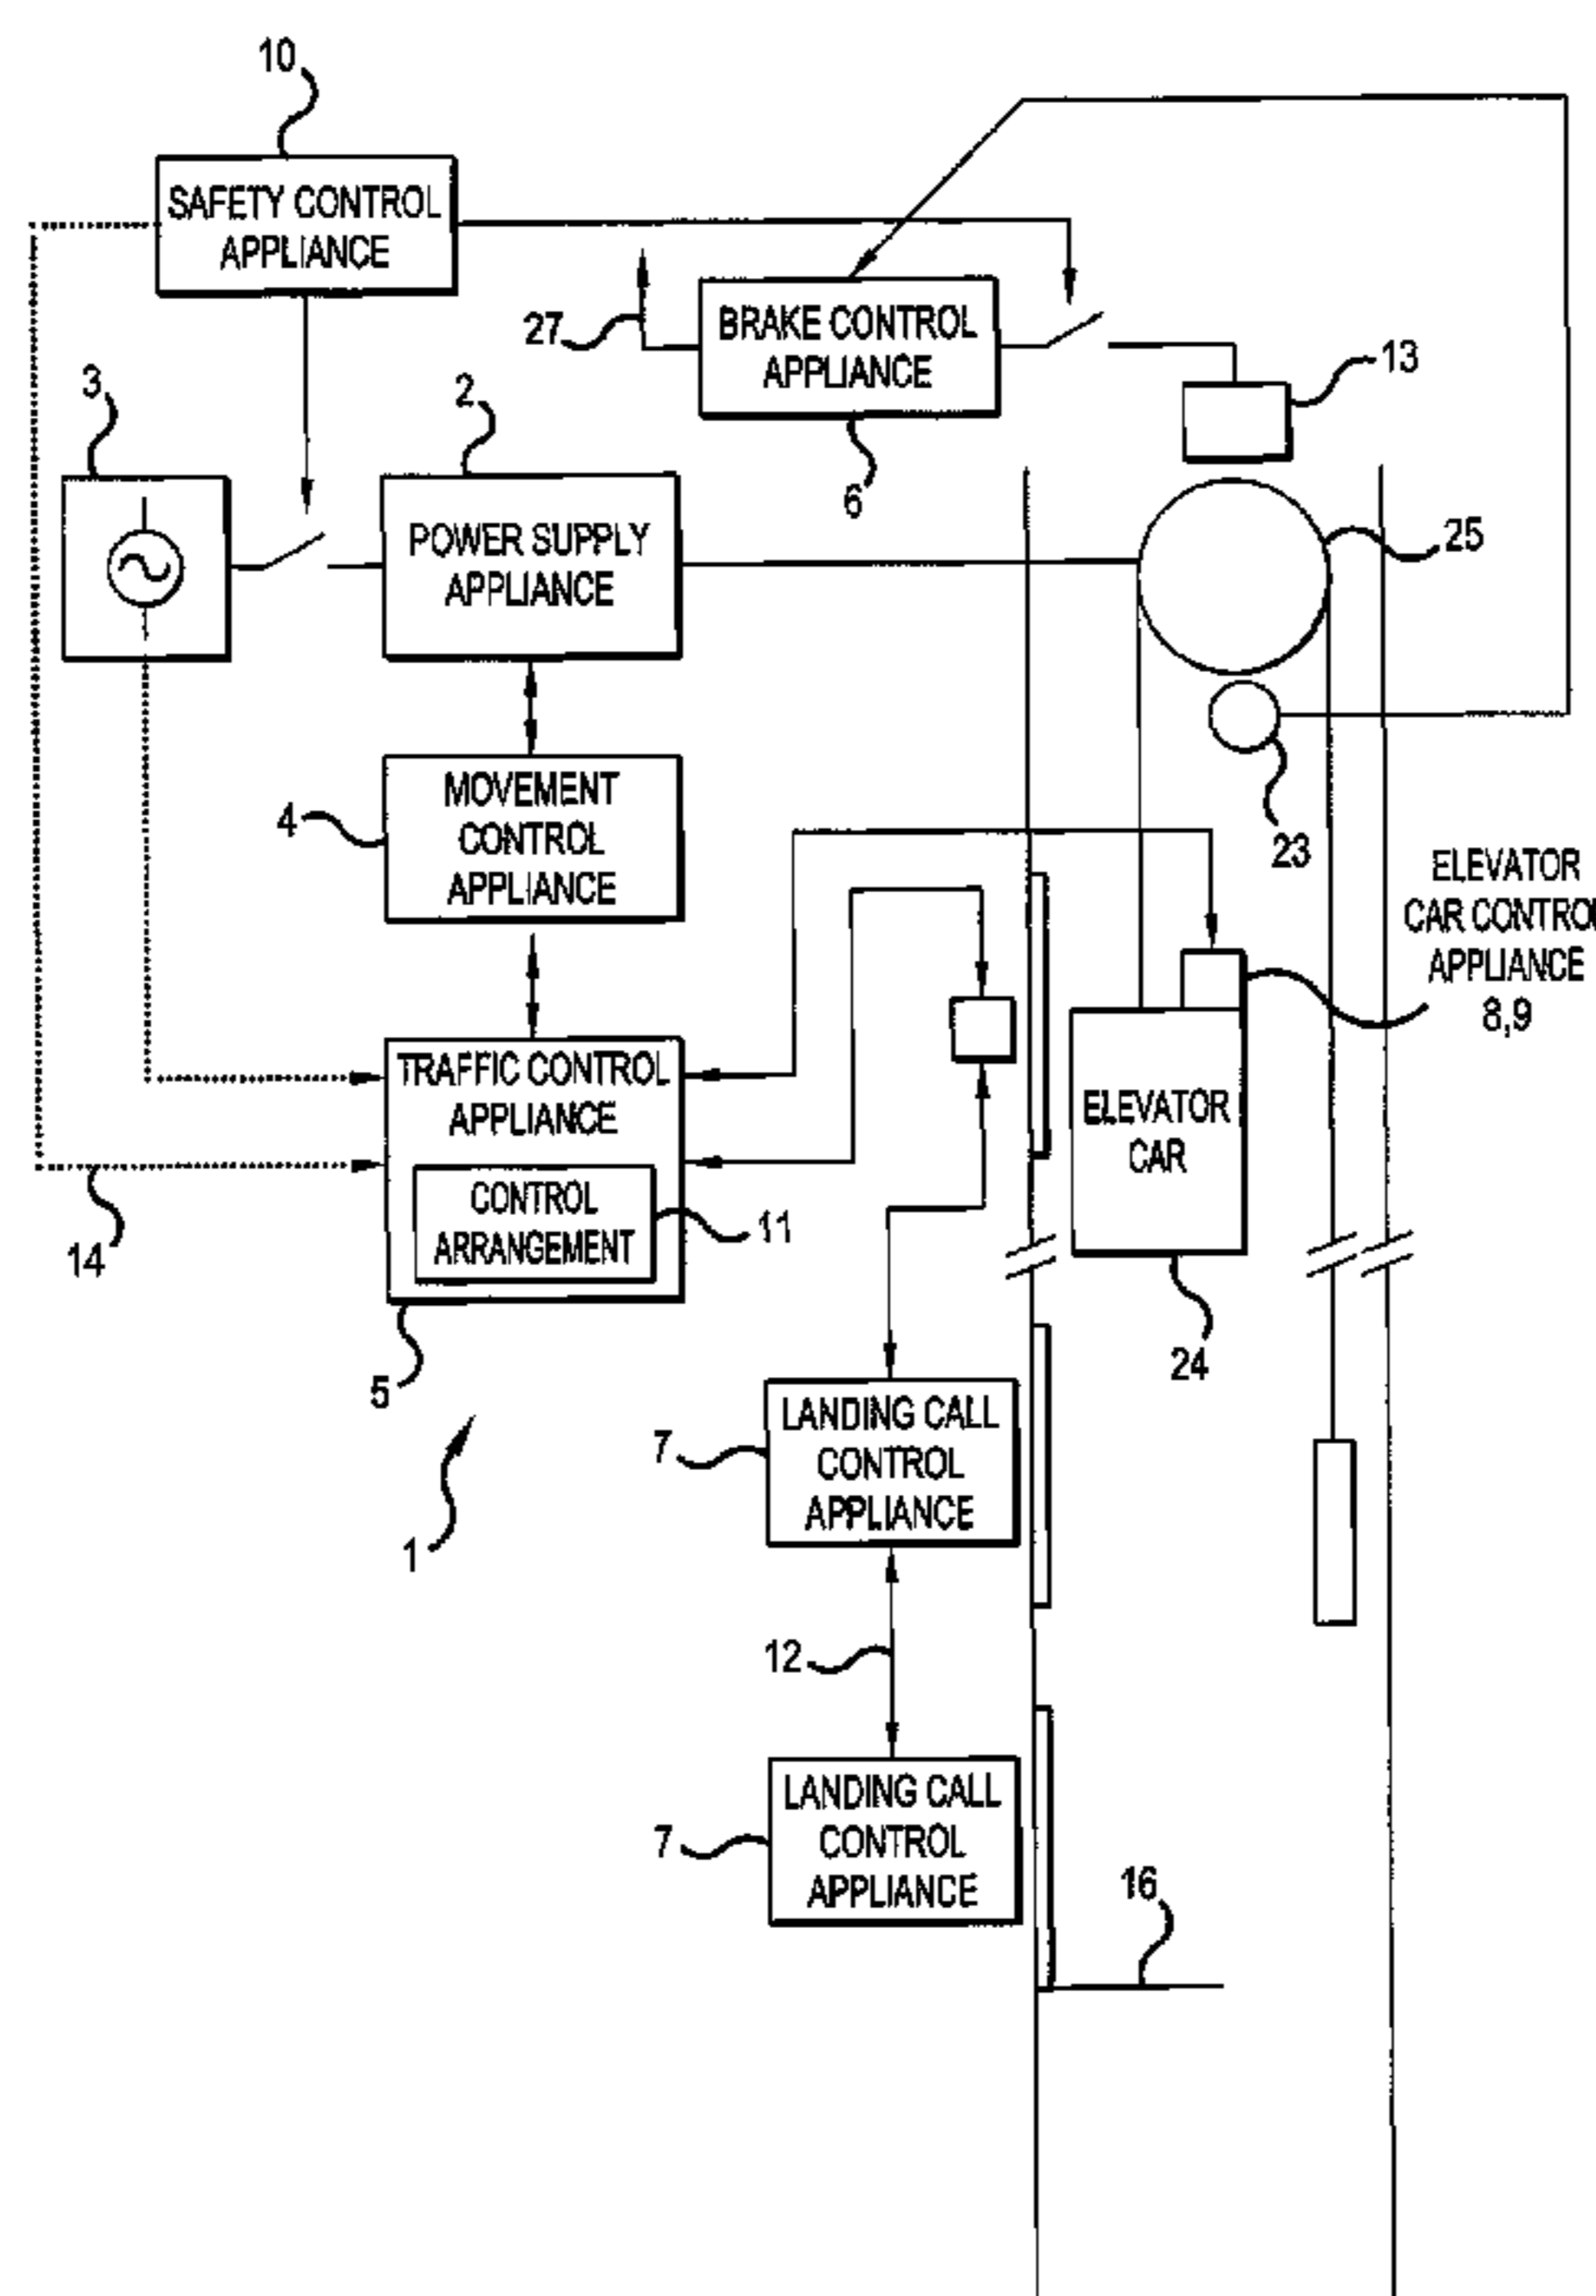 10
SAFETY CONTROL
APPLIANCE
27
BRAKE CONTROL
APPLIANCE
13
3
2
6
POWER SUPPLY
APPLIANCE
25
MOVEMENT
CONTROL
APPLIANCE
4
23
ELEVATOR
CAR CONTROL
APPLIANCE
8,9
TRAFFIC CONTROL
APPLIANCE
ELEVATOR
CAR
CONTROL
ARRANGEMENT
11
14
24
5
LANDING CALL
CONTROL
APPLIANCE
7
1
12
LANDING CALL
CONTROL
APPLIANCE
7
16